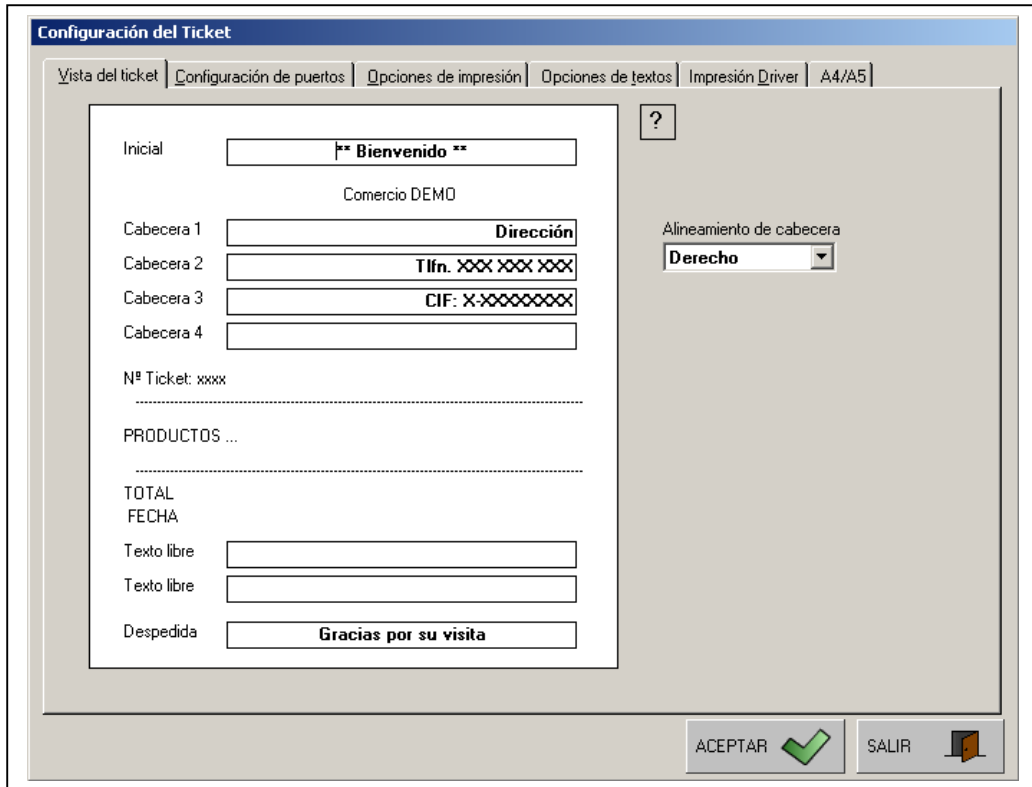 Configuración del Ticket
Vista del ticket Configuración de puertos Opciones de impresión Opciones de textos Impresión Driver A4/A5
?
Inicial ** Bienvenido **
Comercio DEMO
Cabecera 1 Dirección
Alineamiento de cabecera
Derecho
Cabecera 2 Tlfn. XXX XXX XXX
Cabecera 3 CIF: X-XXXXXXXX
Cabecera 4
Nº Ticket: xxxx
PRODUCTOS ...
TOTAL
FECHA
Texto libre
Texto libre
Despedida Gracias por su visita
ACEPTAR SALIR